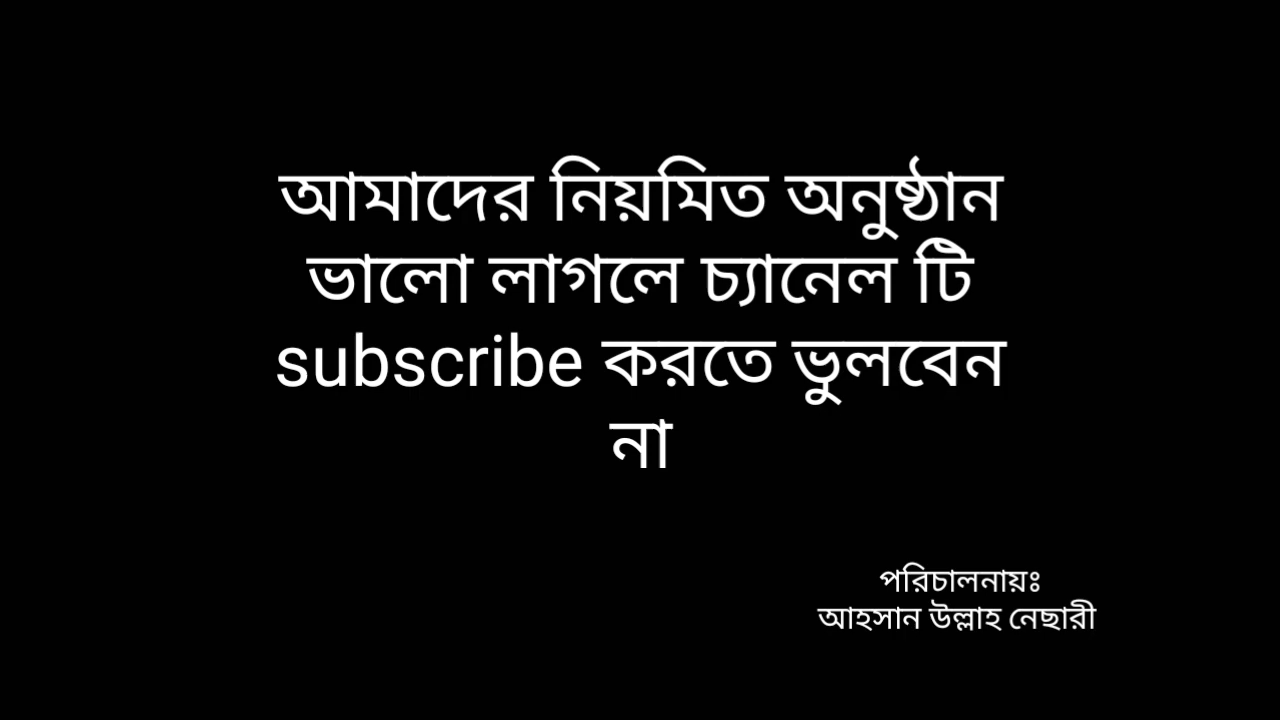 আমাদের নিয়মিত অনুষ্ঠান
ভালো লাগলে চ্যানেল টি
subscribe করতে ভুলবেন
না
পরিচালনায়ঃ
আহসান উল্লাহ নেছারী